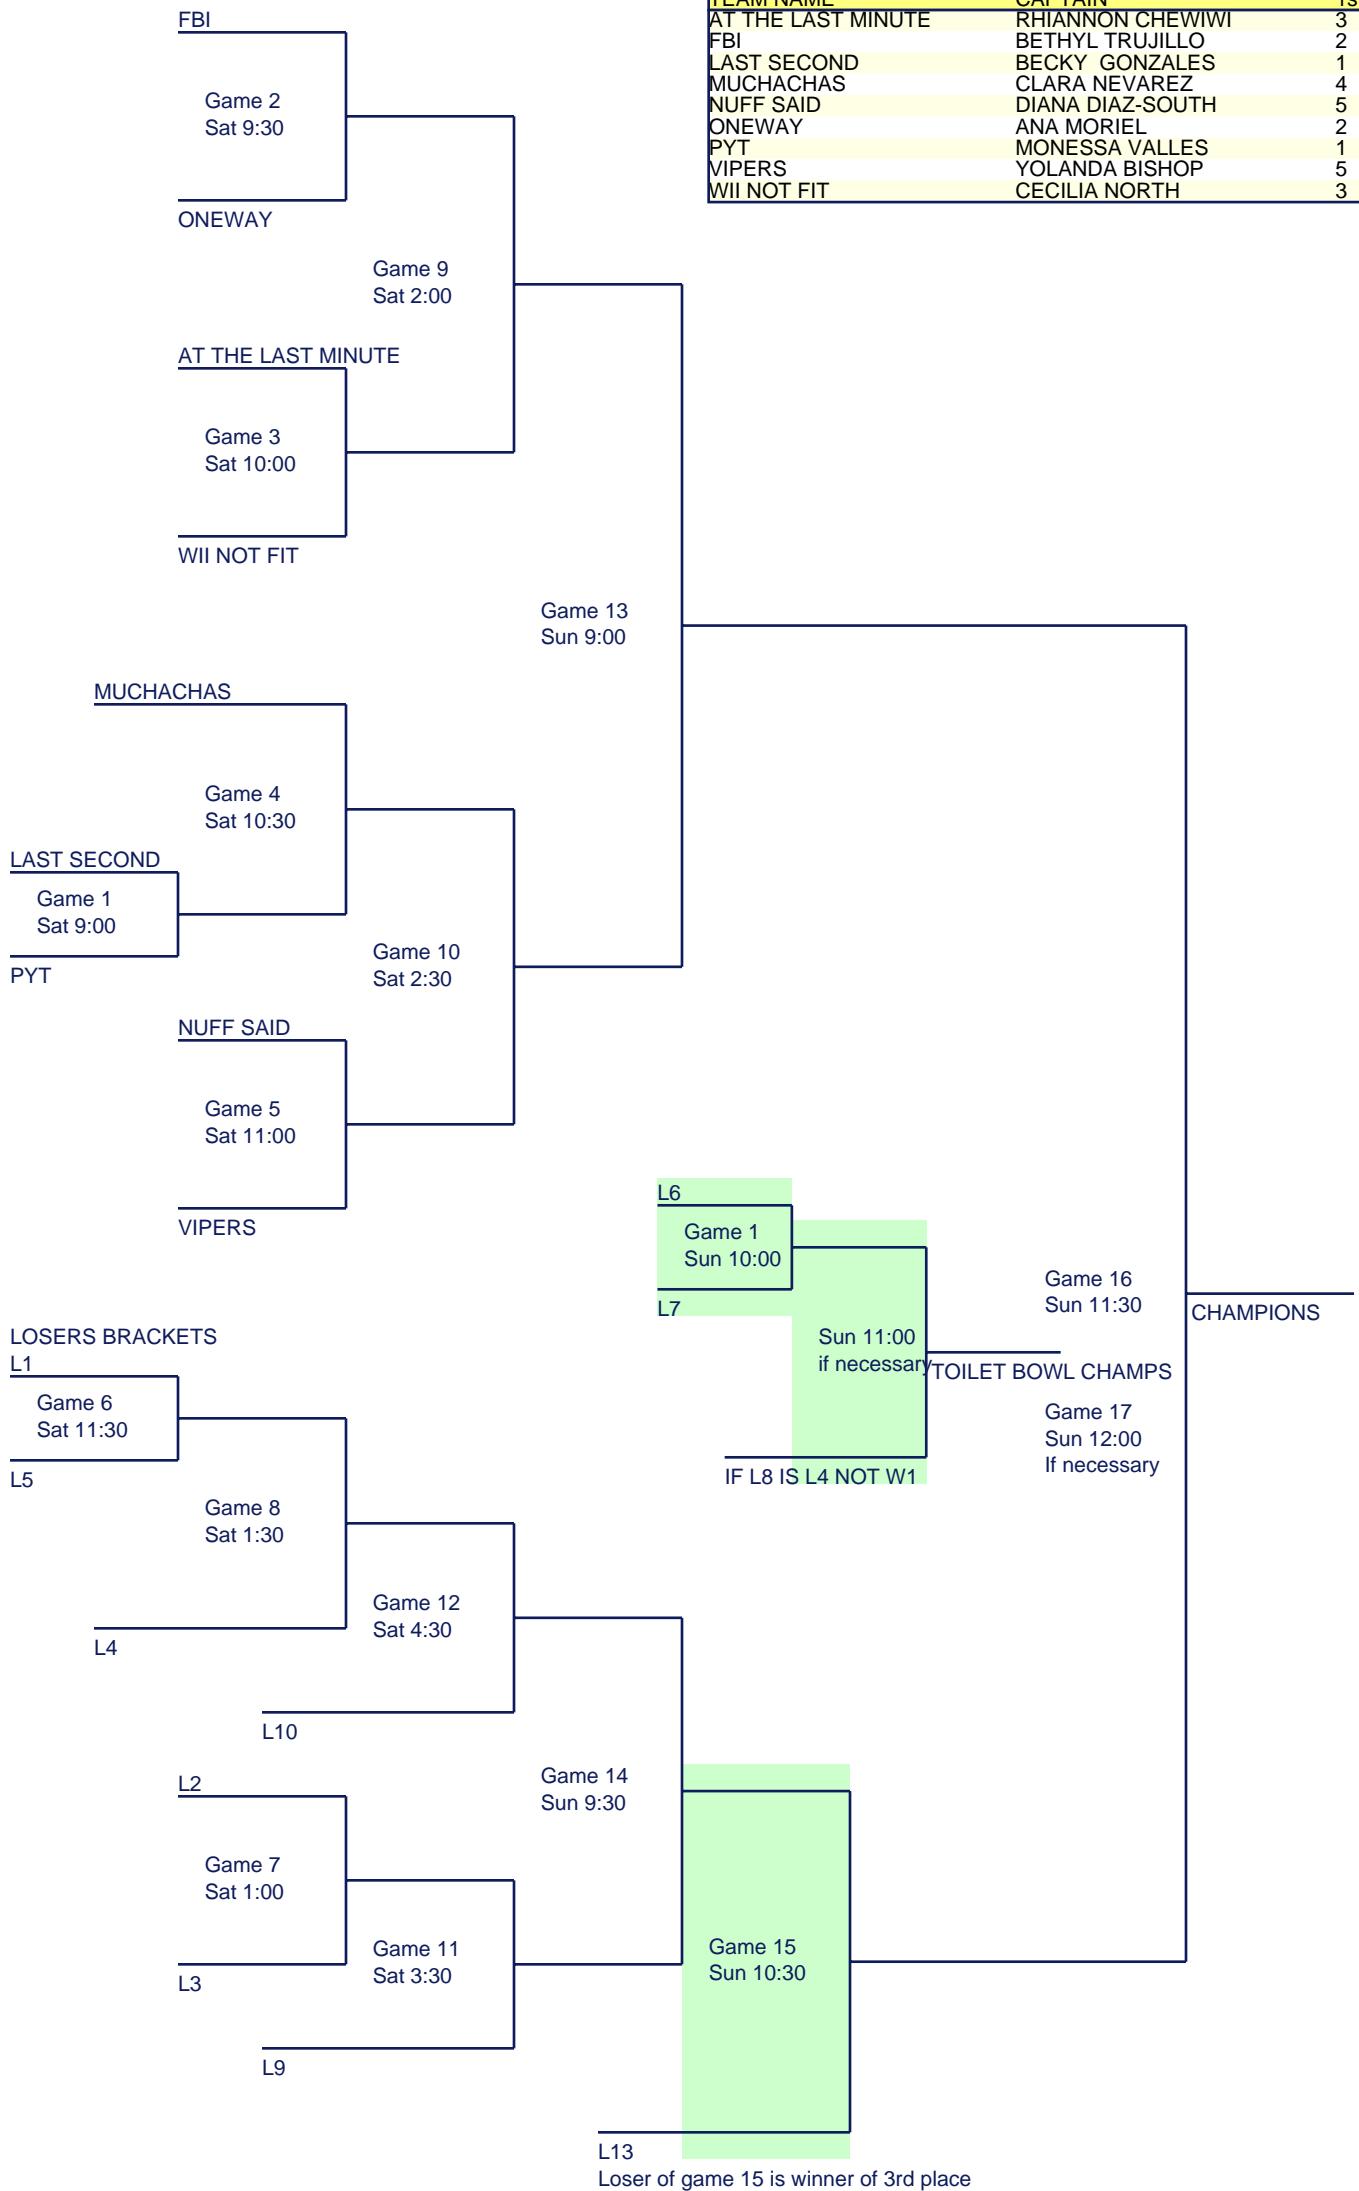 TEAM NAME CAPTAIN
AT THE LAST MINUTE RHIANNON CHEWIWI 3
FBI BETHYL TRUJILLO 2
LAST SECOND BECKY GONZALES 1
MUCHACHAS CLARA NEVAREZ 4
NUFF SAID DIANA DIAZ-SOUTH 5
ONEWAY ANA MORIEL 2
PYT MONESSA VALLES 1
VIPERS YOLANDA BISHOP 5
WII NOT FIT CECILIA NORTH 3
FBI
Game 2
Sat 9:30
ONEWAY
Game 9
Sat 2:00
AT THE LAST MINUTE
Game 3
Sat 10:00
WII NOT FIT
Game 13
Sun 9:00
MUCHACHAS
Game 4
Sat 10:30
LAST SECOND
Game 1
Sat 9:00
PYT
Game 10
Sat 2:30
NUFF SAID
Game 5
Sat 11:00
VIPERS
L6
Game 1
Sun 10:00
L7
Sun 11:00
if necessary
TOILET BOWL CHAMPS
IF L8 IS L4 NOT W1
Game 16
Sun 11:30
CHAMPIONS
Game 17
Sun 12:00
If necessary
LOSERS BRACKETS
L1
Game 6
Sat 11:30
L5
Game 8
Sat 1:30
L4
Game 12
Sat 4:30
L10
Game 14
Sun 9:30
L2
Game 7
Sat 1:00
L3
Game 11
Sat 3:30
L9
Game 15
Sun 10:30
L13
Loser of game 15 is winner of 3rd place